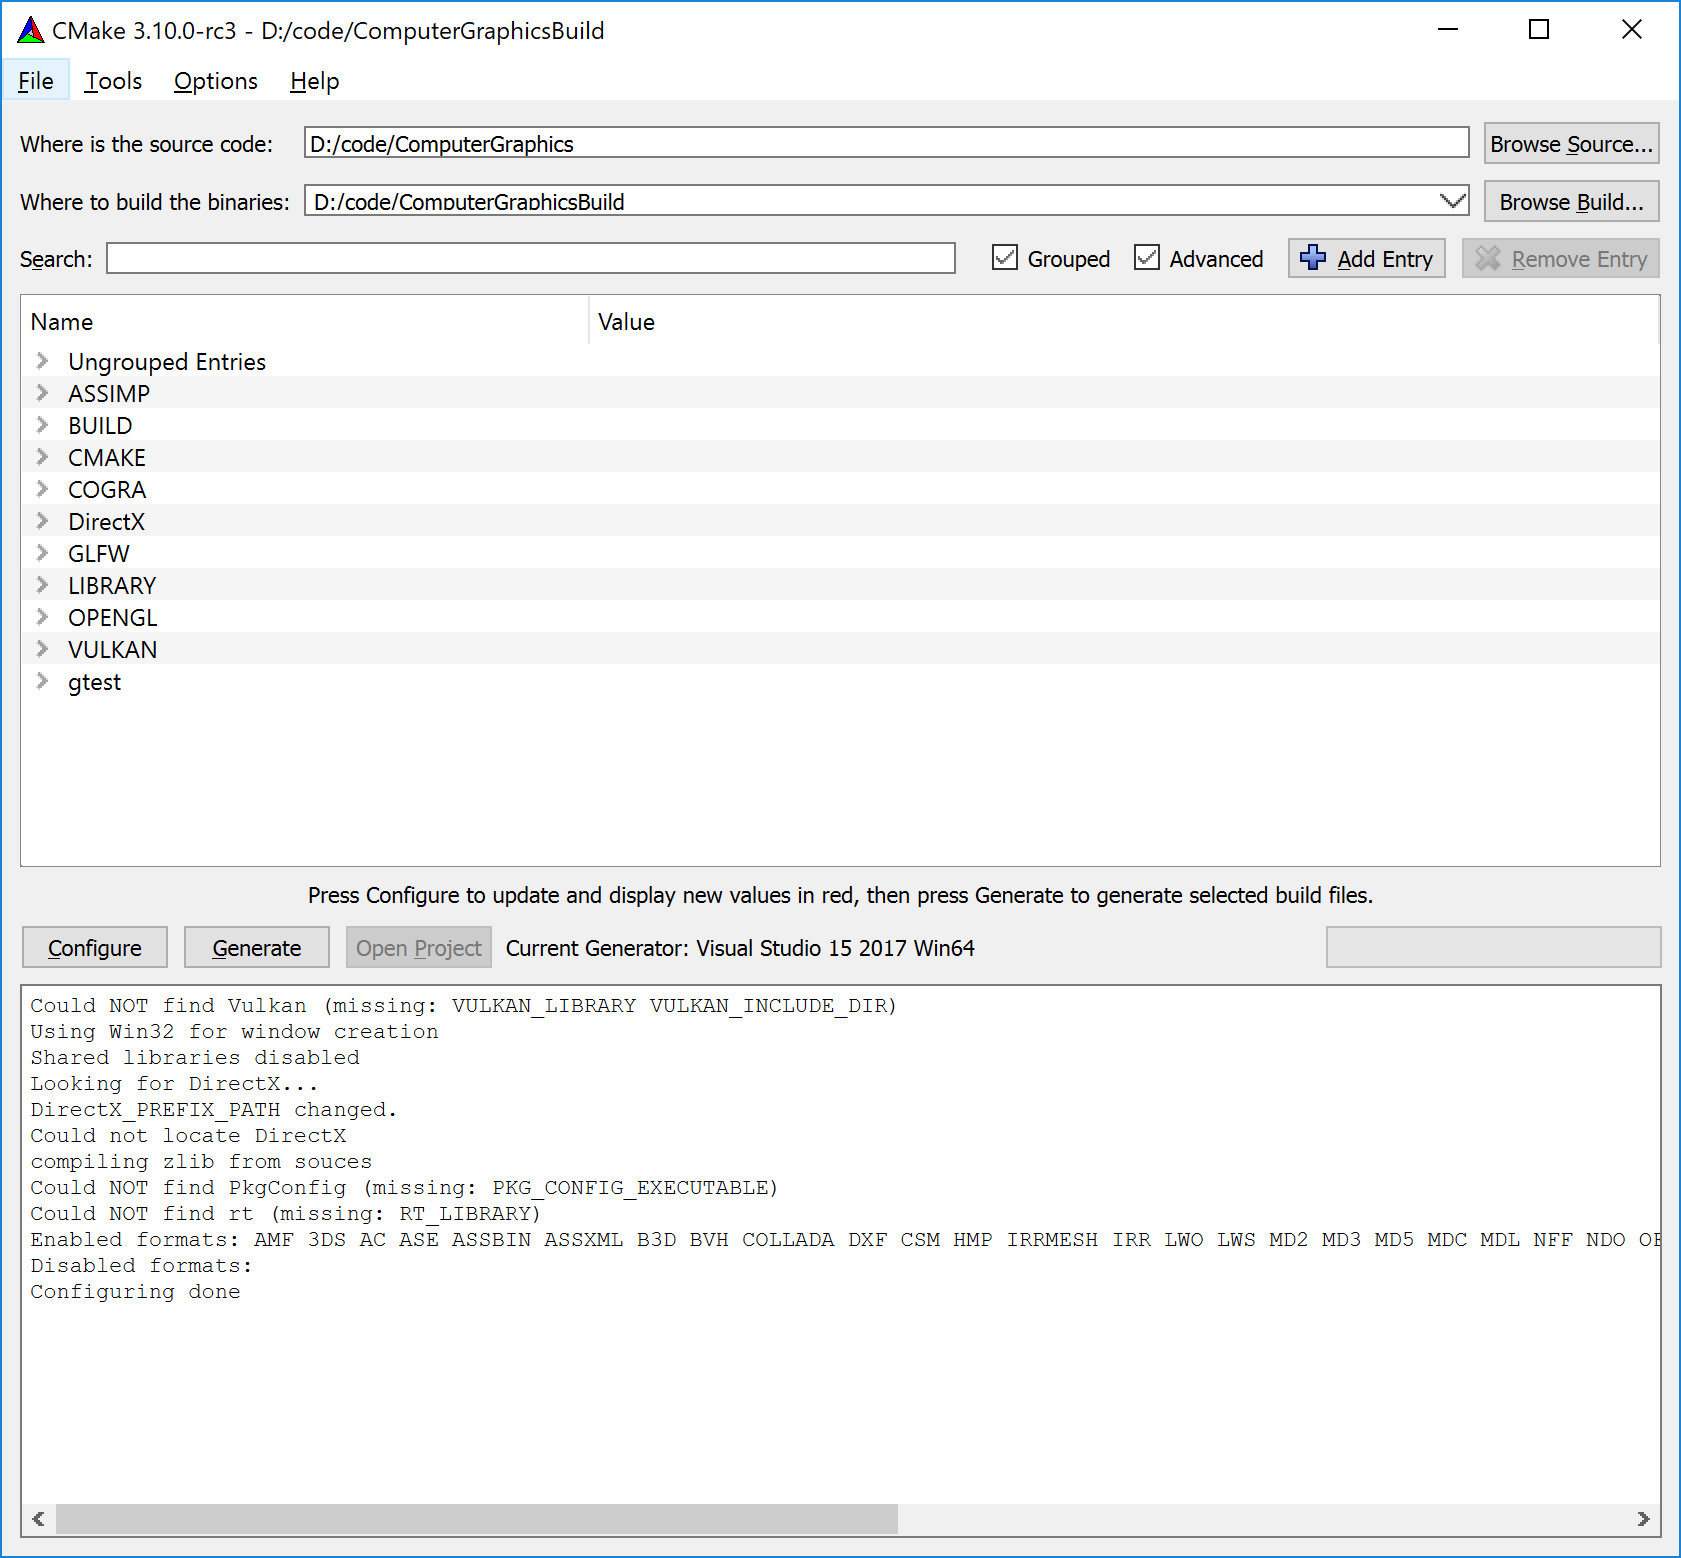 CMake 3.10.0-rc3 - D:/code/ComputerGraphicsBuild
File Tools Options Help
Where is the source code: D:/code/ComputerGraphics Browse Source...
Where to build the binaries: D:/code/ComputerGraphicsBuild Browse Build...
Search: Grouped Advanced Add Entry Remove Entry
Name Value
Ungrouped Entries
ASSIMP
BUILD
CMAKE
COGRA
DirectX
GLFW
LIBRARY
OPENGL
VULKAN
gtest
Press Configure to update and display new values in red, then press Generate to generate selected build files.
Configure Generate Open Project Current Generator: Visual Studio 15 2017 Win64
Could NOT find Vulkan (missing: VULKAN_LIBRARY VULKAN_INCLUDE_DIR)
Using Win32 for window creation
Shared libraries disabled
Looking for DirectX...
DirectX_PREFIX_PATH changed.
Could not locate DirectX
compiling zlib from souces
Could NOT find PkgConfig (missing: PKG_CONFIG_EXECUTABLE)
Could NOT find rt (missing: RT_LIBRARY)
Enabled formats: AMF 3DS AC ASE ASSBIN ASSXML B3D BVH COLLADA DXF CSM HMP IRRMESH IRR LWO LWS MD2 MD3 MD5 MDC MDL NFF NDO
Disabled formats:
Configuring done